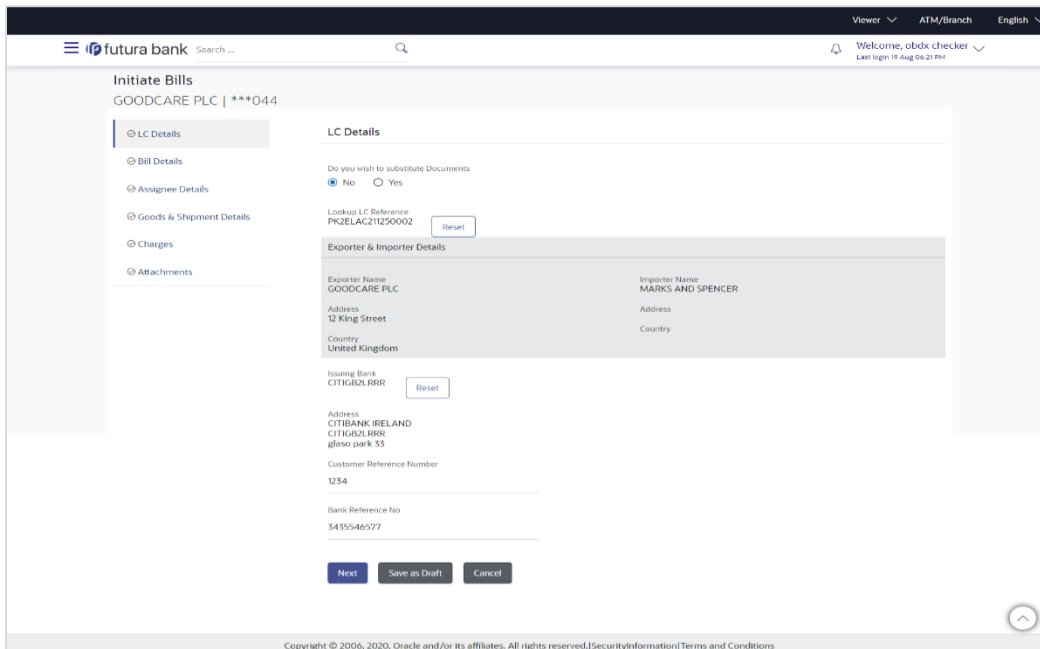 Viewer ATM/Branch English
futura bank Search ... Welcome, obdx checker
Last login 19 Aug 06:21 PM
Initiate Bills
GOODCARE PLC | ***044
LC Details
Bill Details
Assignee Details
Goods & Shipment Details
Charges
Attachments
LC Details
Do you wish to substitute Documents
No Yes
Lookup LC Reference
PK2ELAC211250002
Reset
Exporter & Importer Details
Exporter Name
GOODCARE PLC
Address
12 King Street
Country
United Kingdom
Importer Name
MARKS AND SPENCER
Address
Country
Issuing Bank
CITIGB2LRRR
Reset
Address
CITIBANK IRELAND
CITIGB2LRRR
glaso park 33
Customer Reference Number
1234
Bank Reference No
3435546577
Next Save as Draft Cancel
Copyright © 2006, 2020, Oracle and/or its affiliates. All rights reserved.|SecurityInformation|Terms and Conditions